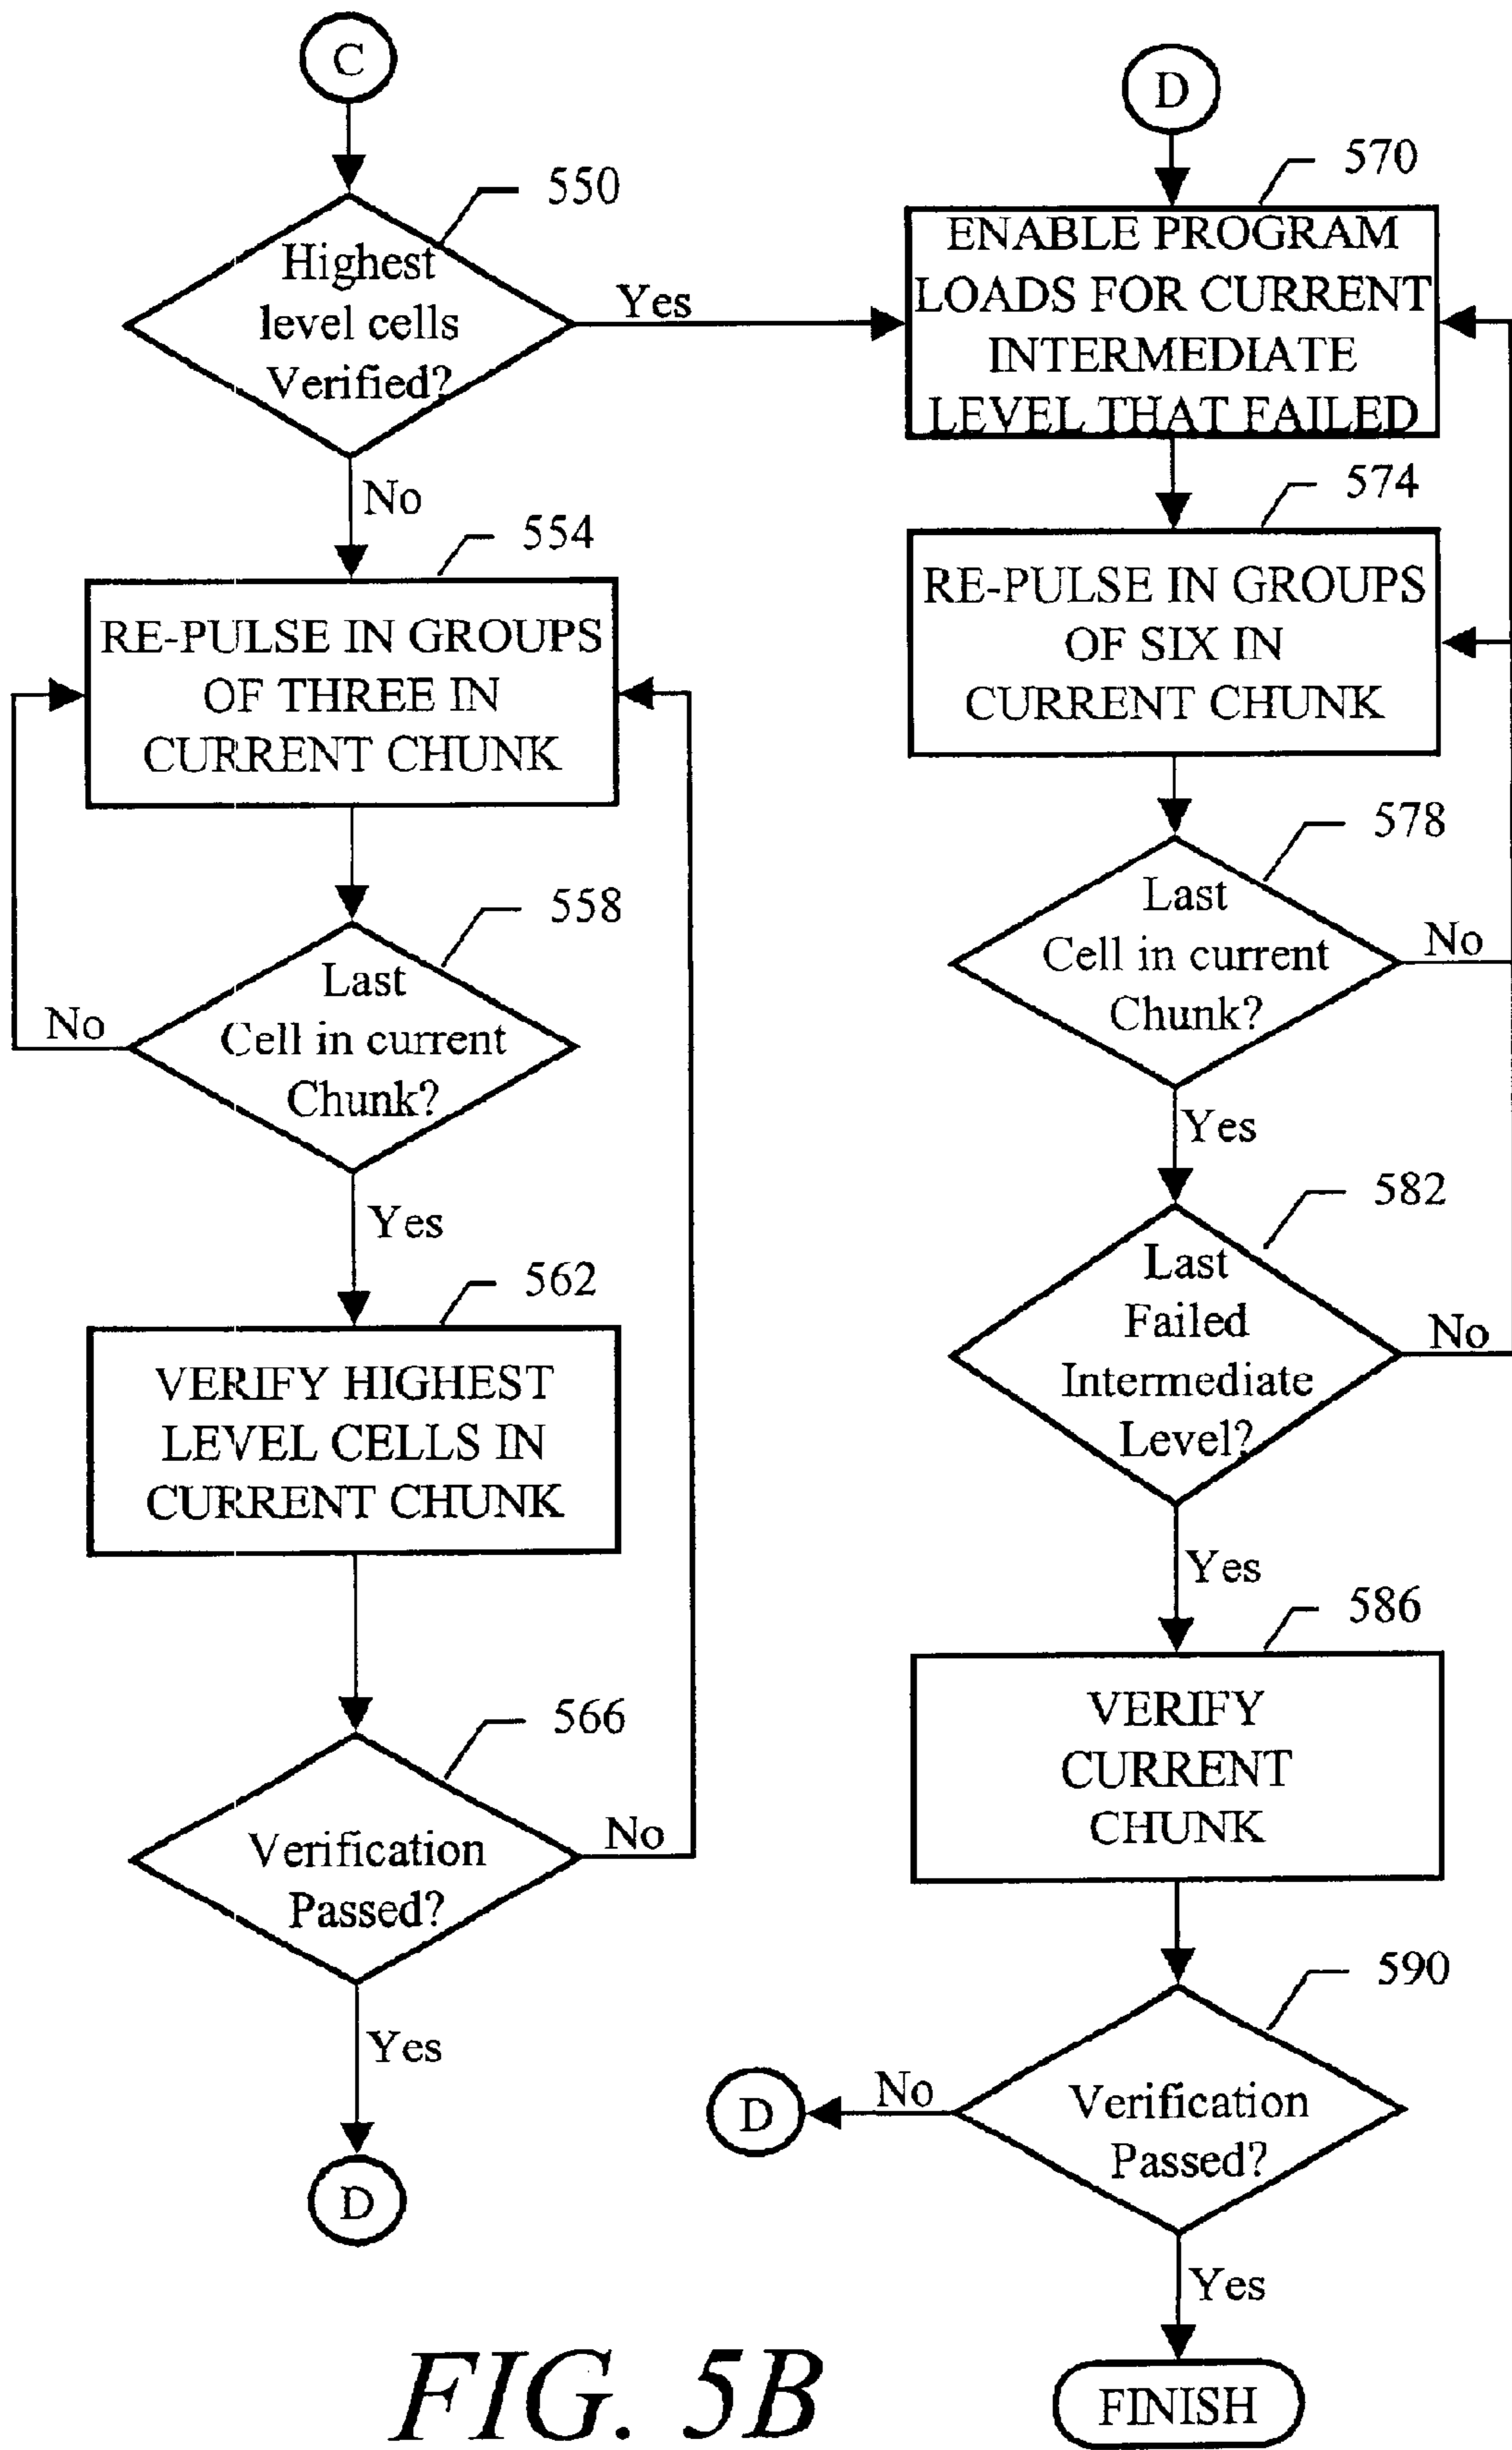 C
550
Highest
level cells
Verified?
Yes
No
554
RE-PULSE IN GROUPS
OF THREE IN
CURRENT CHUNK
558
Last
Cell in current
Chunk?
No
Yes
562
VERIFY HIGHEST
LEVEL CELLS IN
CURRENT CHUNK
566
Verification
Passed?
No
Yes
D
D
570
ENABLE PROGRAM
LOADS FOR CURRENT
INTERMEDIATE
LEVEL THAT FAILED
574
RE-PULSE IN GROUPS
OF SIX IN
CURRENT CHUNK
578
Last
Cell in current
Chunk?
No
Yes
582
Last
Failed
Intermediate
Level?
No
Yes
586
VERIFY
CURRENT
CHUNK
590
Verification
Passed?
No
D
Yes
FINISH
FIG. 5B